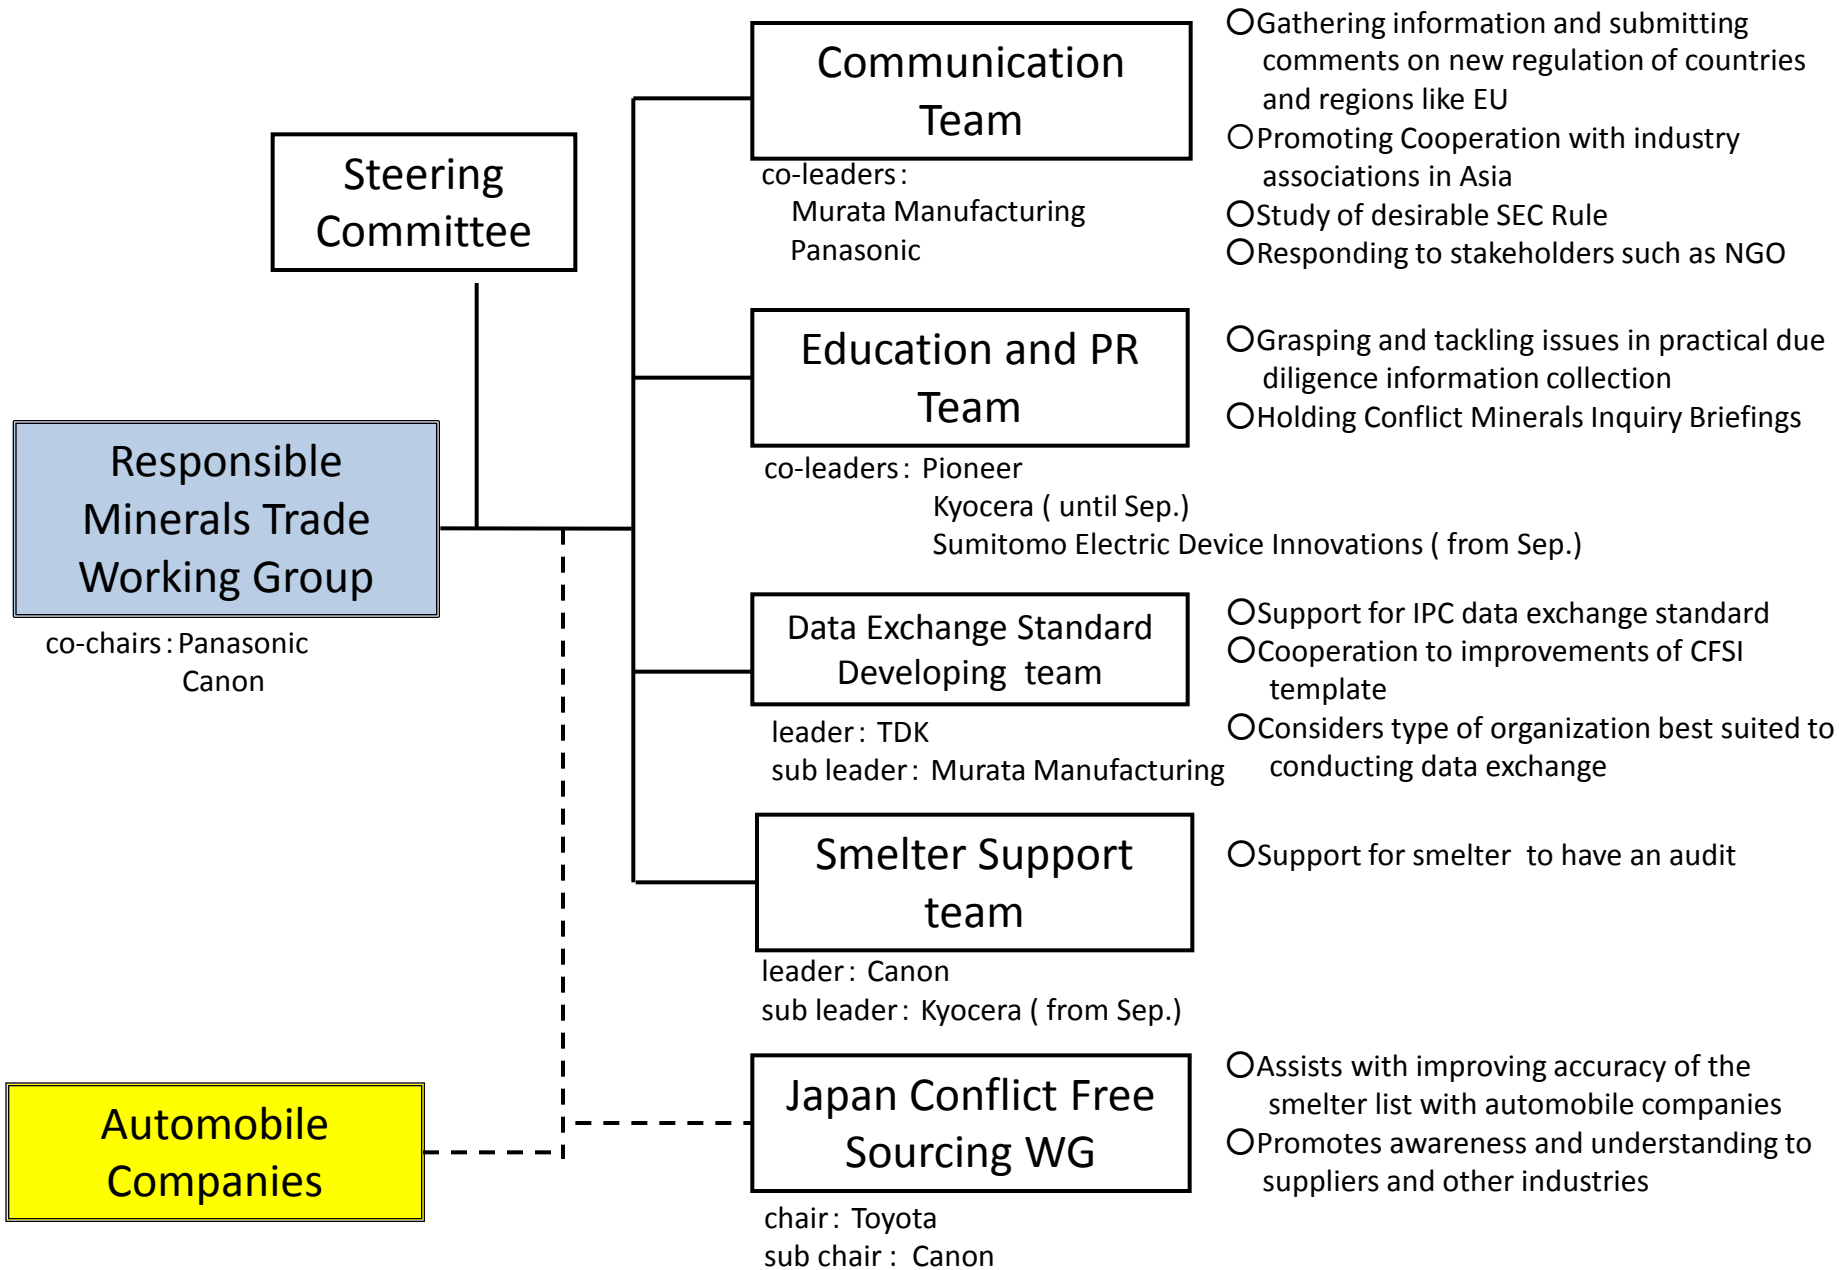 Steering
Committee
Responsible
Minerals Trade
Working Group
co-chairs : Panasonic
Canon
Automobile
Companies
Communication
Team
co-leaders :
Murata Manufacturing
Panasonic
○Gathering information and submitting
comments on new regulation of countries
and regions like EU
○Promoting Cooperation with industry
associations in Asia
○Study of desirable SEC Rule
○Responding to stakeholders such as NGO
Education and PR
Team
co-leaders : Pioneer
Kyocera ( until Sep.)
Sumitomo Electric Device Innovations ( from Sep.)
○Grasping and tackling issues in practical due
diligence information collection
○Holding Conflict Minerals Inquiry Briefings
Data Exchange Standard
Developing team
leader : TDK
sub leader : Murata Manufacturing
○Support for IPC data exchange standard
○Cooperation to improvements of CFSI
template
○Considers type of organization best suited to
conducting data exchange
Smelter Support
team
leader : Canon
sub leader : Kyocera ( from Sep.)
○Support for smelter to have an audit
Japan Conflict Free
Sourcing WG
chair : Toyota
sub chair : Canon
○Assists with improving accuracy of the
smelter list with automobile companies
○Promotes awareness and understanding to
suppliers and other industries